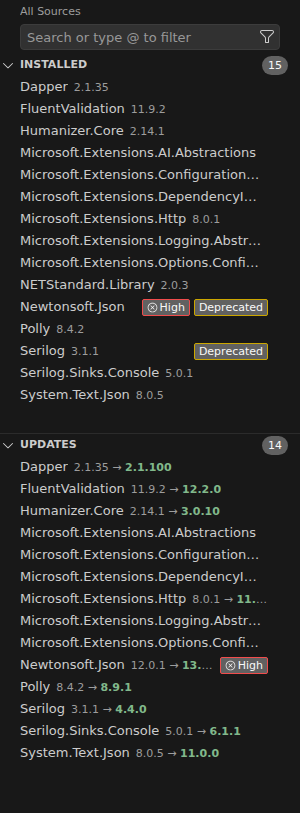 All Sources
Search or type @ to filter
INSTALLED 15
Dapper 2.1.35
FluentValidation 11.9.2
Humanizer.Core 2.14.1
Microsoft.Extensions.AI.Abstractions
Microsoft.Extensions.Configuration...
Microsoft.Extensions.DependencyI...
Microsoft.Extensions.Http 8.0.1
Microsoft.Extensions.Logging.Abstr...
Microsoft.Extensions.Options.Confi...
NETStandard.Library 2.0.3
Newtonsoft.Json High Deprecated
Polly 8.4.2
Serilog 3.1.1 Deprecated
Serilog.Sinks.Console 5.0.1
System.Text.Json 8.0.5
UPDATES 14
Dapper 2.1.35 → 2.1.100
FluentValidation 11.9.2 → 12.2.0
Humanizer.Core 2.14.1 → 3.0.10
Microsoft.Extensions.AI.Abstractions
Microsoft.Extensions.Configuration...
Microsoft.Extensions.DependencyI...
Microsoft.Extensions.Http 8.0.1 → 11....
Microsoft.Extensions.Logging.Abstr...
Microsoft.Extensions.Options.Confi...
Newtonsoft.Json 12.0.1 → 13.... High
Polly 8.4.2 → 8.9.1
Serilog 3.1.1 → 4.4.0
Serilog.Sinks.Console 5.0.1 → 6.1.1
System.Text.Json 8.0.5 → 11.0.0